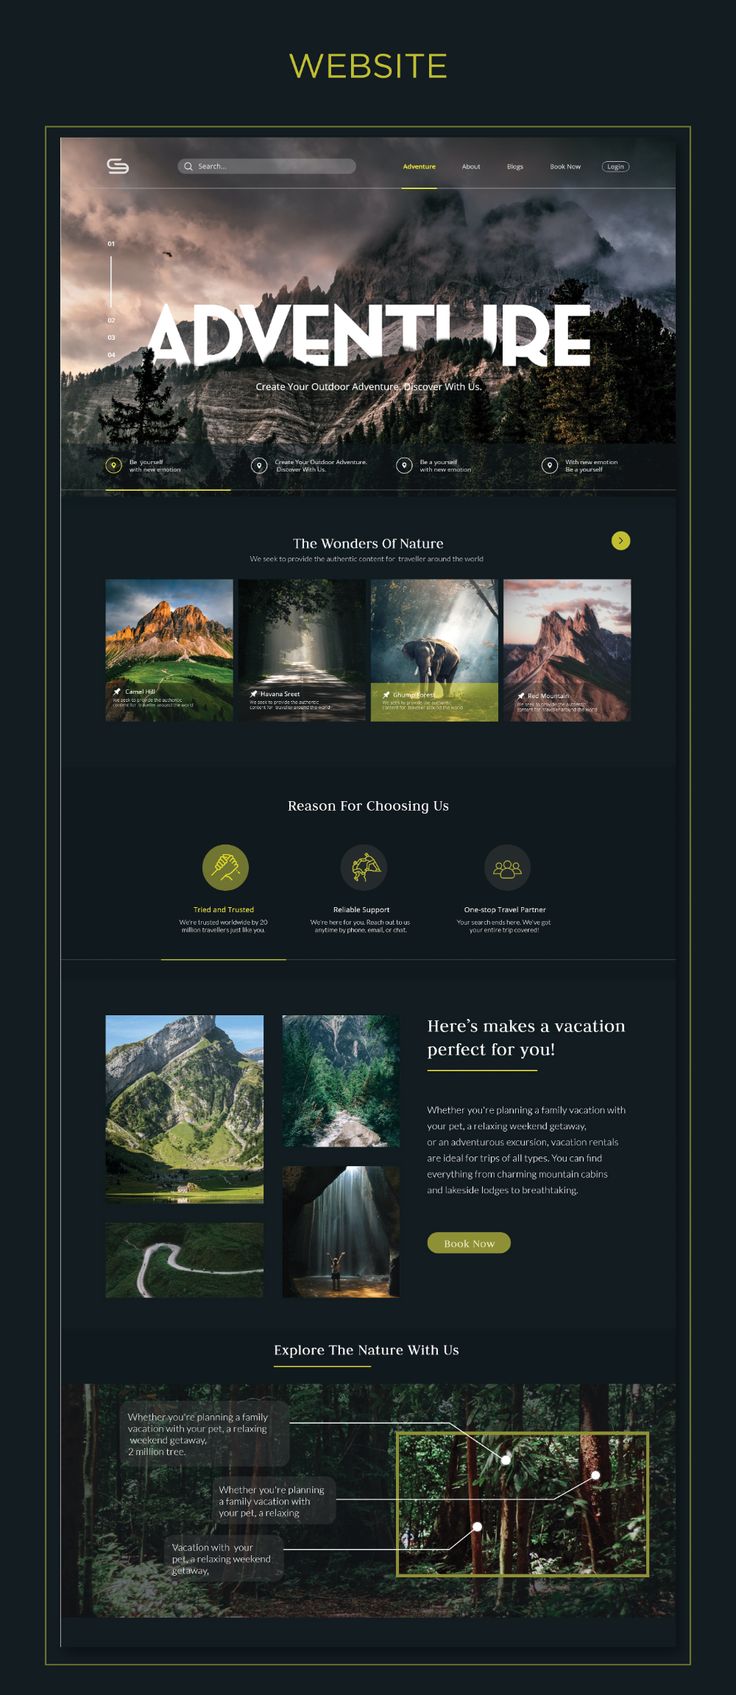 WEBSITE
Search...
Adventure
About
Blogs
Book Now
Login
01
02
03
04
ADVENTURE
Create Your Outdoor Adventure. Discover With Us.
Be yourself
with new emotion
Create Your Outdoor Adventure.
Discover With Us.
Be a yourself
with new emotion
With new emotion
Be a yourself
The Wonders Of Nature
We seek to provide the authentic content for traveller around the world
Camel Hill
We seek to provide the authentic
content for traveller around the world
Havana Sreet
We seek to provide the authentic
content for traveller around the world
Ghump Forest
We seek to provide the authentic
content for traveller around the world
Red Mountain
We seek to provide the authentic
content for traveller around the world
Reason For Choosing Us
Tried and Trusted
We're trusted worldwide by 20
million travellers just like you.
Reliable Support
We're here for you. Reach out to us
anytime by phone, email, or chat.
One-stop Travel Partner
Your search ends here. We've got
your entire trip covered!
Here's makes a vacation
perfect for you!
Whether you're planning a family vacation with
your pet, a relaxing weekend getaway,
or an adventurous excursion, vacation rentals
are ideal for trips of all types. You can find
everything from charming mountain cabins
and lakeside lodges to breathtaking.
Book Now
Explore The Nature With Us
Whether you're planning a family
vacation with your pet, a relaxing
weekend getaway,
2 million tree.
Whether you're planning
a family vacation with
your pet, a relaxing
Vacation with your
pet, a relaxing weekend
getaway,